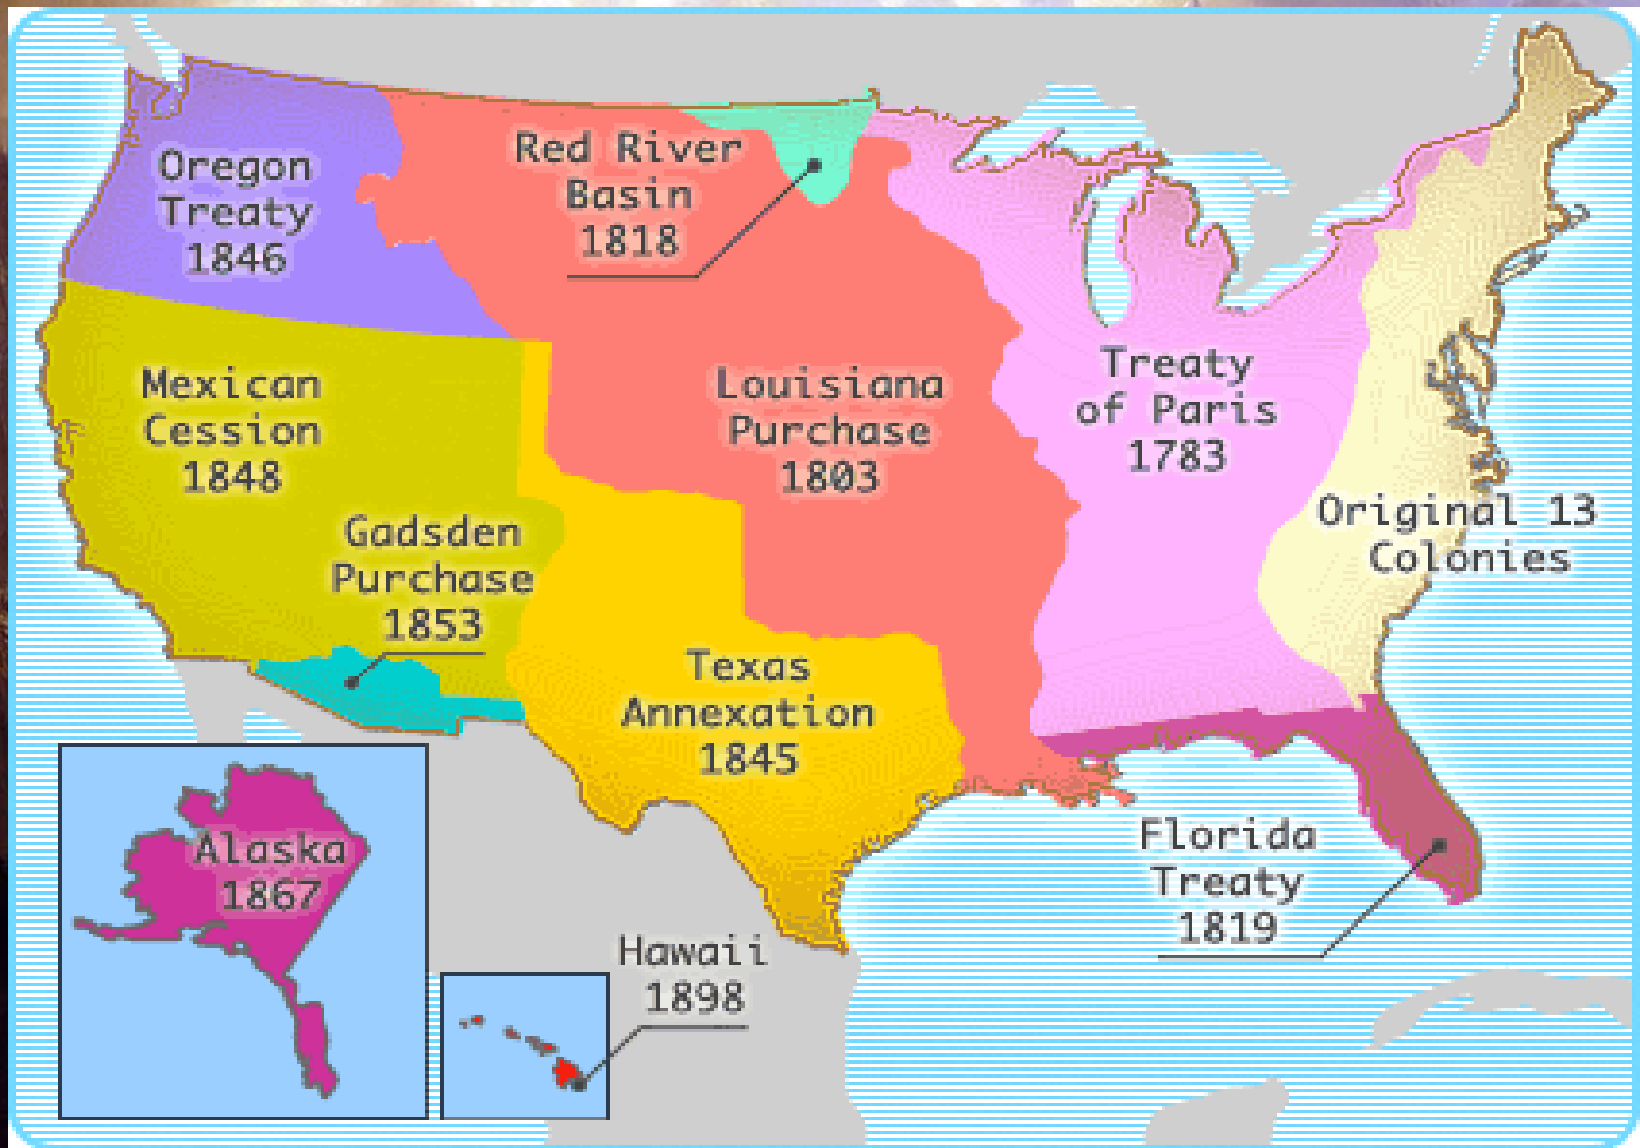 Oregon
Treaty
1846
Red River
Basin
1818
Mexican
Cession
1848
Louisiana
Purchase
1803
Treaty
of Paris
1783
Original 13
Colonies
Gadsden
Purchase
1853
Texas
Annexation
1845
Alaska
1867
Hawaii
1898
Florida
Treaty
1819